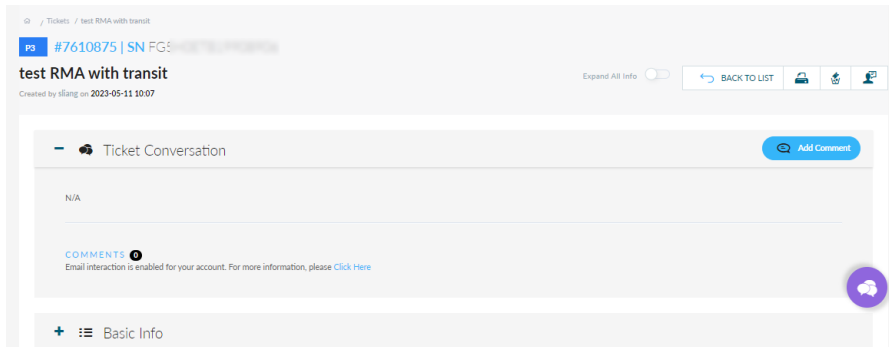 / Tickets / test RMA with transit
P3 #7610875 | SN FG5
test RMA with transit
Expand All Info
BACK TO LIST
Created by sliang on 2023-05-11 10:07
Ticket Conversation
Add Comment
N/A
COMMENTS 0
Email interaction is enabled for your account. For more information, please Click Here
Basic Info